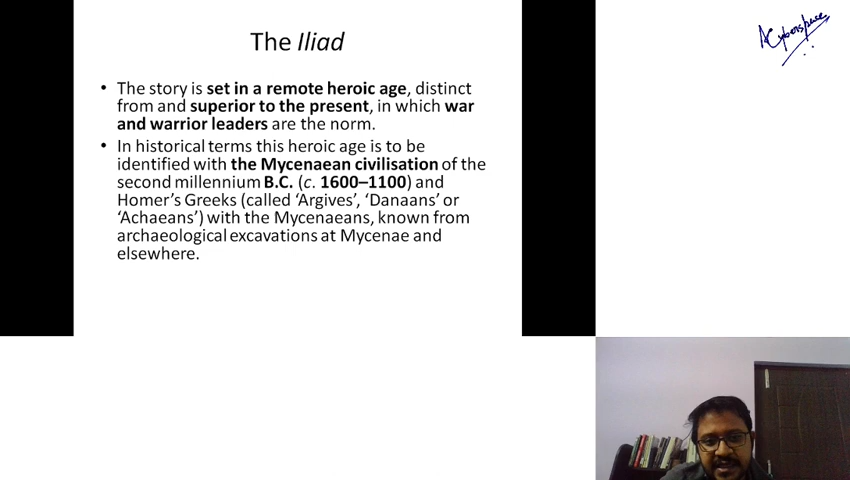 The Iliad
• The story is set in a remote heroic age, distinct
from and superior to the present, in which war
and warrior leaders are the norm.
• In historical terms this heroic age is to be
identified with the Mycenaean civilisation of the
second millennium B.C. (c. 1600–1100) and
Homer's Greeks (called 'Argives', 'Danaans' or
'Achaeans') with the Mycenaeans, known from
archaeological excavations at Mycenae and
elsewhere.